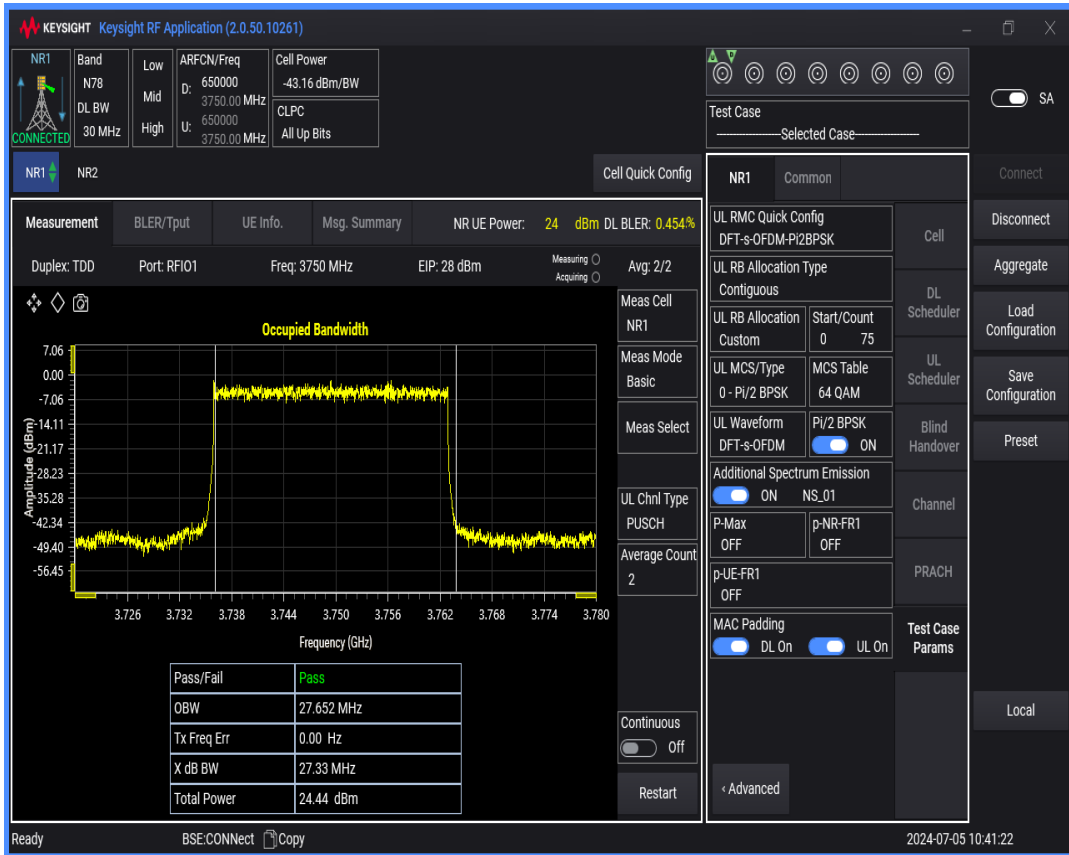 KEYSIGHT Keysight RF Application (2.0.50.10261)
NR1
CONNECTED
Band
N78
DL BW
30 MHz
Low
Mid
High
ARFCN/Freq
D: 650000
3750.00 MHz
U: 650000
3750.00 MHz
Cell Power
-43.16 dBm/BW
CLPC
All Up Bits
Test Case
-------------------Selected Case-------------------
SA
NR1
NR2
Cell Quick Config
Measurement
BLER/Tput
UE Info.
Msg. Summary
NR UE Power: 24 dBm DL BLER: 0.454%
Duplex: TDD
Port: RFIO1
Freq: 3750 MHz
EIP: 28 dBm
Measuring
Acquiring
Avg: 2/2
Occupied Bandwidth
Amplitude (dBm)
7.06
0.00
-7.06
-14.11
-21.17
-28.23
-35.28
-42.34
-49.40
-56.45
3.726 3.732 3.738 3.744 3.750 3.756 3.762 3.768 3.774 3.780
Frequency (GHz)
Pass/Fail Pass
OBW 27.652 MHz
Tx Freq Err 0.00 Hz
X dB BW 27.33 MHz
Total Power 24.44 dBm
Meas Cell
NR1
Meas Mode
Basic
Meas Select
UL Chnl Type
PUSCH
Average Count
2
Continuous
Off
Restart
NR1
Common
UL RMC Quick Config
DFT-s-OFDM-Pi2BPSK
UL RB Allocation Type
Contiguous
UL RB Allocation
Custom
Start/Count
0 75
UL MCS/Type
0 - Pi/2 BPSK
MCS Table
64 QAM
UL Waveform
DFT-s-OFDM
Pi/2 BPSK
ON
Additional Spectrum Emission
ON NS_01
P-Max
OFF
p-NR-FR1
OFF
p-UE-FR1
OFF
MAC Padding
DL On UL On
‹ Advanced
Cell
DL
Scheduler
UL
Scheduler
Blind
Handover
Channel
PRACH
Test Case
Params
Connect
Disconnect
Aggregate
Load
Configuration
Save
Configuration
Preset
Local
Ready
BSE:CONNect
Copy
2024-07-05 10:41:22